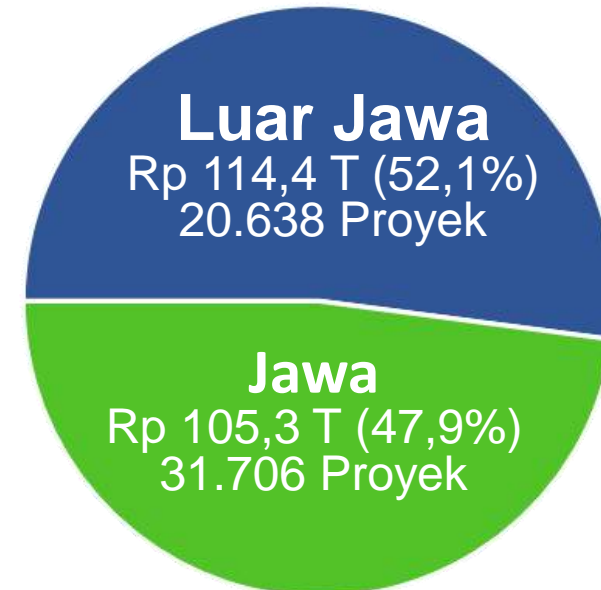 Luar Jawa
Rp 114,4 T (52,1%)
20.638 Proyek
Jawa
Rp 105,3 T (47,9%)
31.706 Proyek